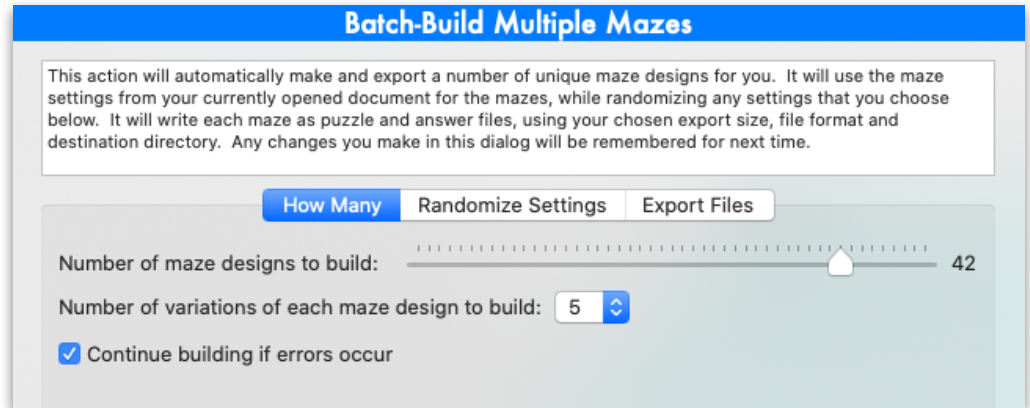 Batch-Build Multiple Mazes
This action will automatically make and export a number of unique maze designs for you.  It will use the maze
settings from your currently opened document for the mazes, while randomizing any settings that you choose
below.  It will write each maze as puzzle and answer files, using your chosen export size, file format and
destination directory.  Any changes you make in this dialog will be remembered for next time.
How Many Randomize Settings Export Files
Number of maze designs to build: 42
Number of variations of each maze design to build: 5
Continue building if errors occur